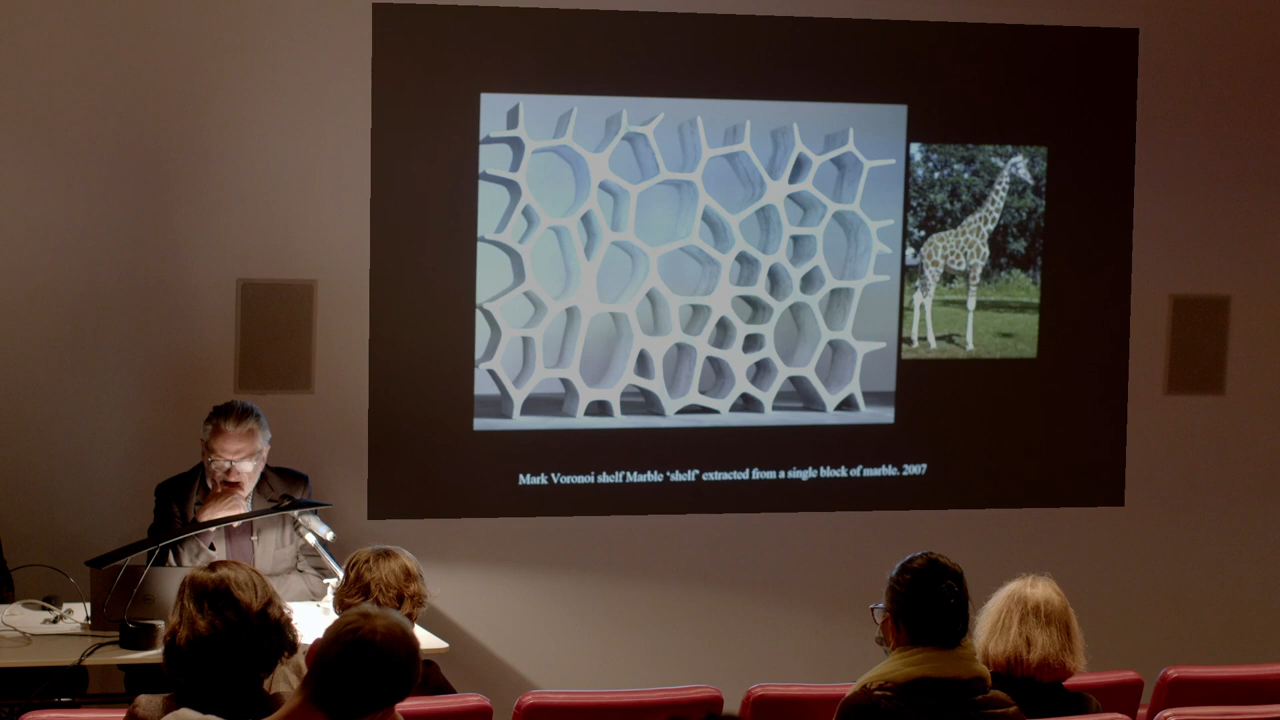 Mark Voronoi shelf Marble ‘shelf’ extracted from a single block of marble. 2007